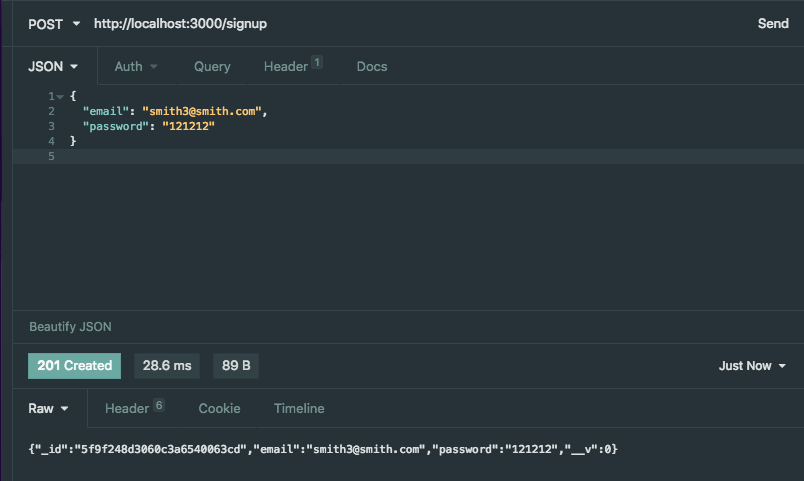 POST http://localhost:3000/signup Send
JSON Auth Query Header 1 Docs
1 {
2 "email": "smith3@smith.com",
3 "password": "121212"
4 }
5
Beautify JSON
201 Created 28.6 ms 89 B Just Now
Raw Header 6 Cookie Timeline
{"_id":"5f9f248d3060c3a6540063cd","email":"smith3@smith.com","password":"121212","__v":0}